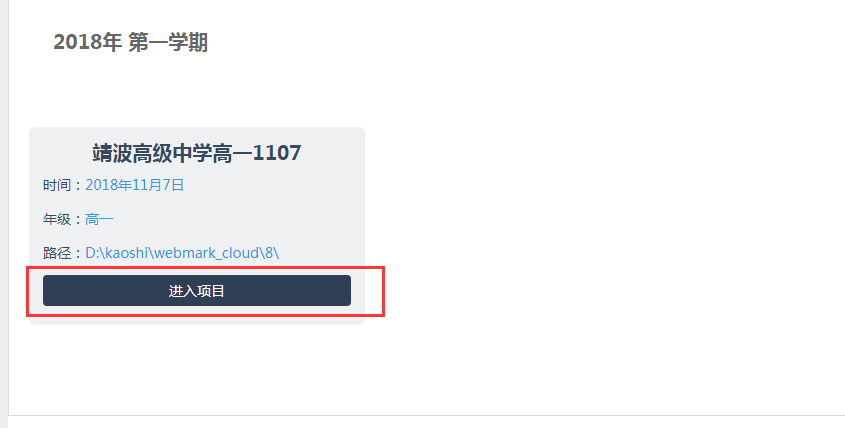 2018年 第一学期
靖波高级中学高一1107
时间：2018年11月7日
年级：高一
路径：D:\kaoshi\webmark_cloud\8\
进入项目